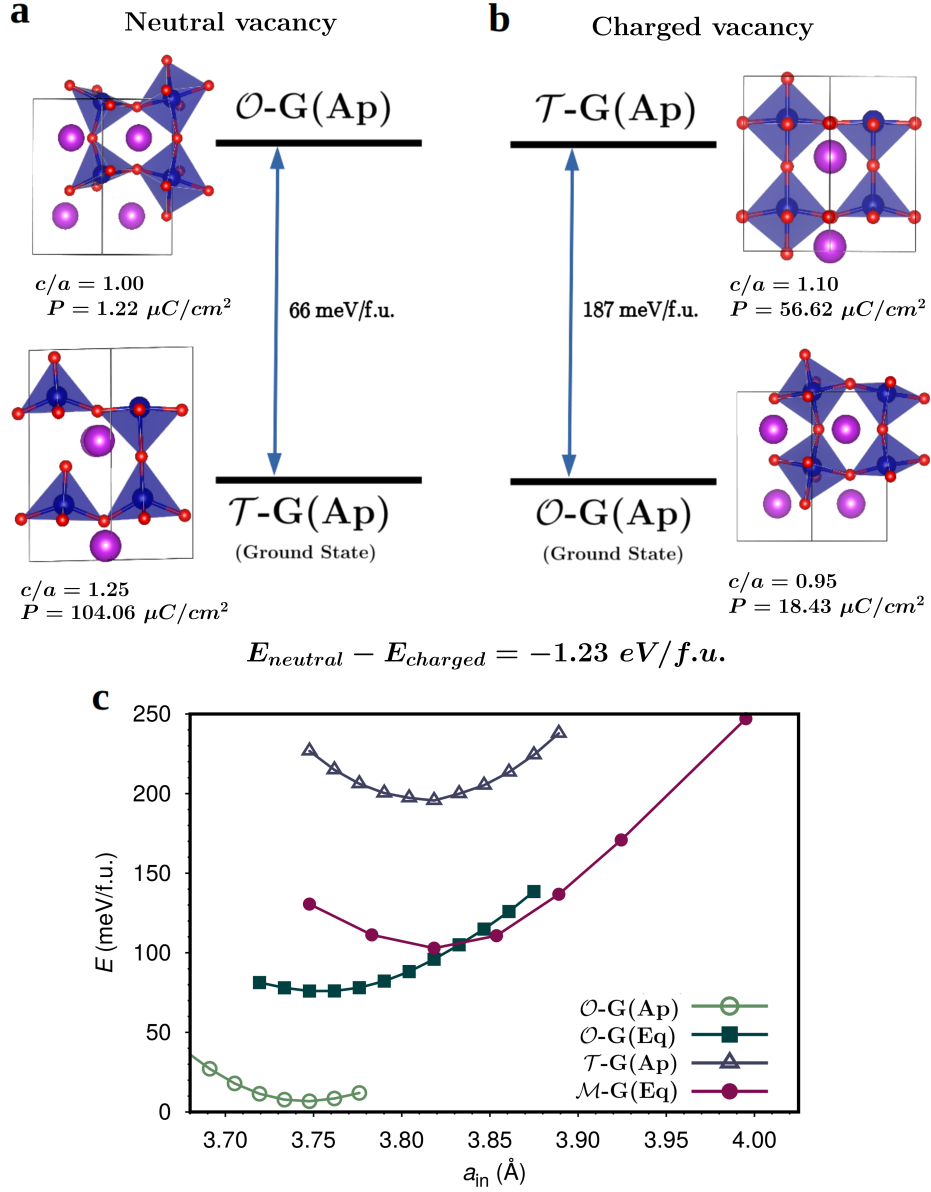 a
Neutral vacancy
b
Charged vacancy
𝒪-G(Ap)
𝒯-G(Ap)
c/a = 1.00
P = 1.22 μC/cm²
66 meV/f.u.
187 meV/f.u.
c/a = 1.10
P = 56.62 μC/cm²
𝒯-G(Ap)
(Ground State)
𝒪-G(Ap)
(Ground State)
c/a = 1.25
P = 104.06 μC/cm²
c/a = 0.95
P = 18.43 μC/cm²
E_neutral − E_charged = −1.23 eV/f.u.
c
250
200
150
100
50
0
E (meV/f.u.)
𝒪-G(Ap)
𝒪-G(Eq)
𝒯-G(Ap)
ℳ-G(Eq)
3.70 3.75 3.80 3.85 3.90 3.95 4.00
a_in (Å)